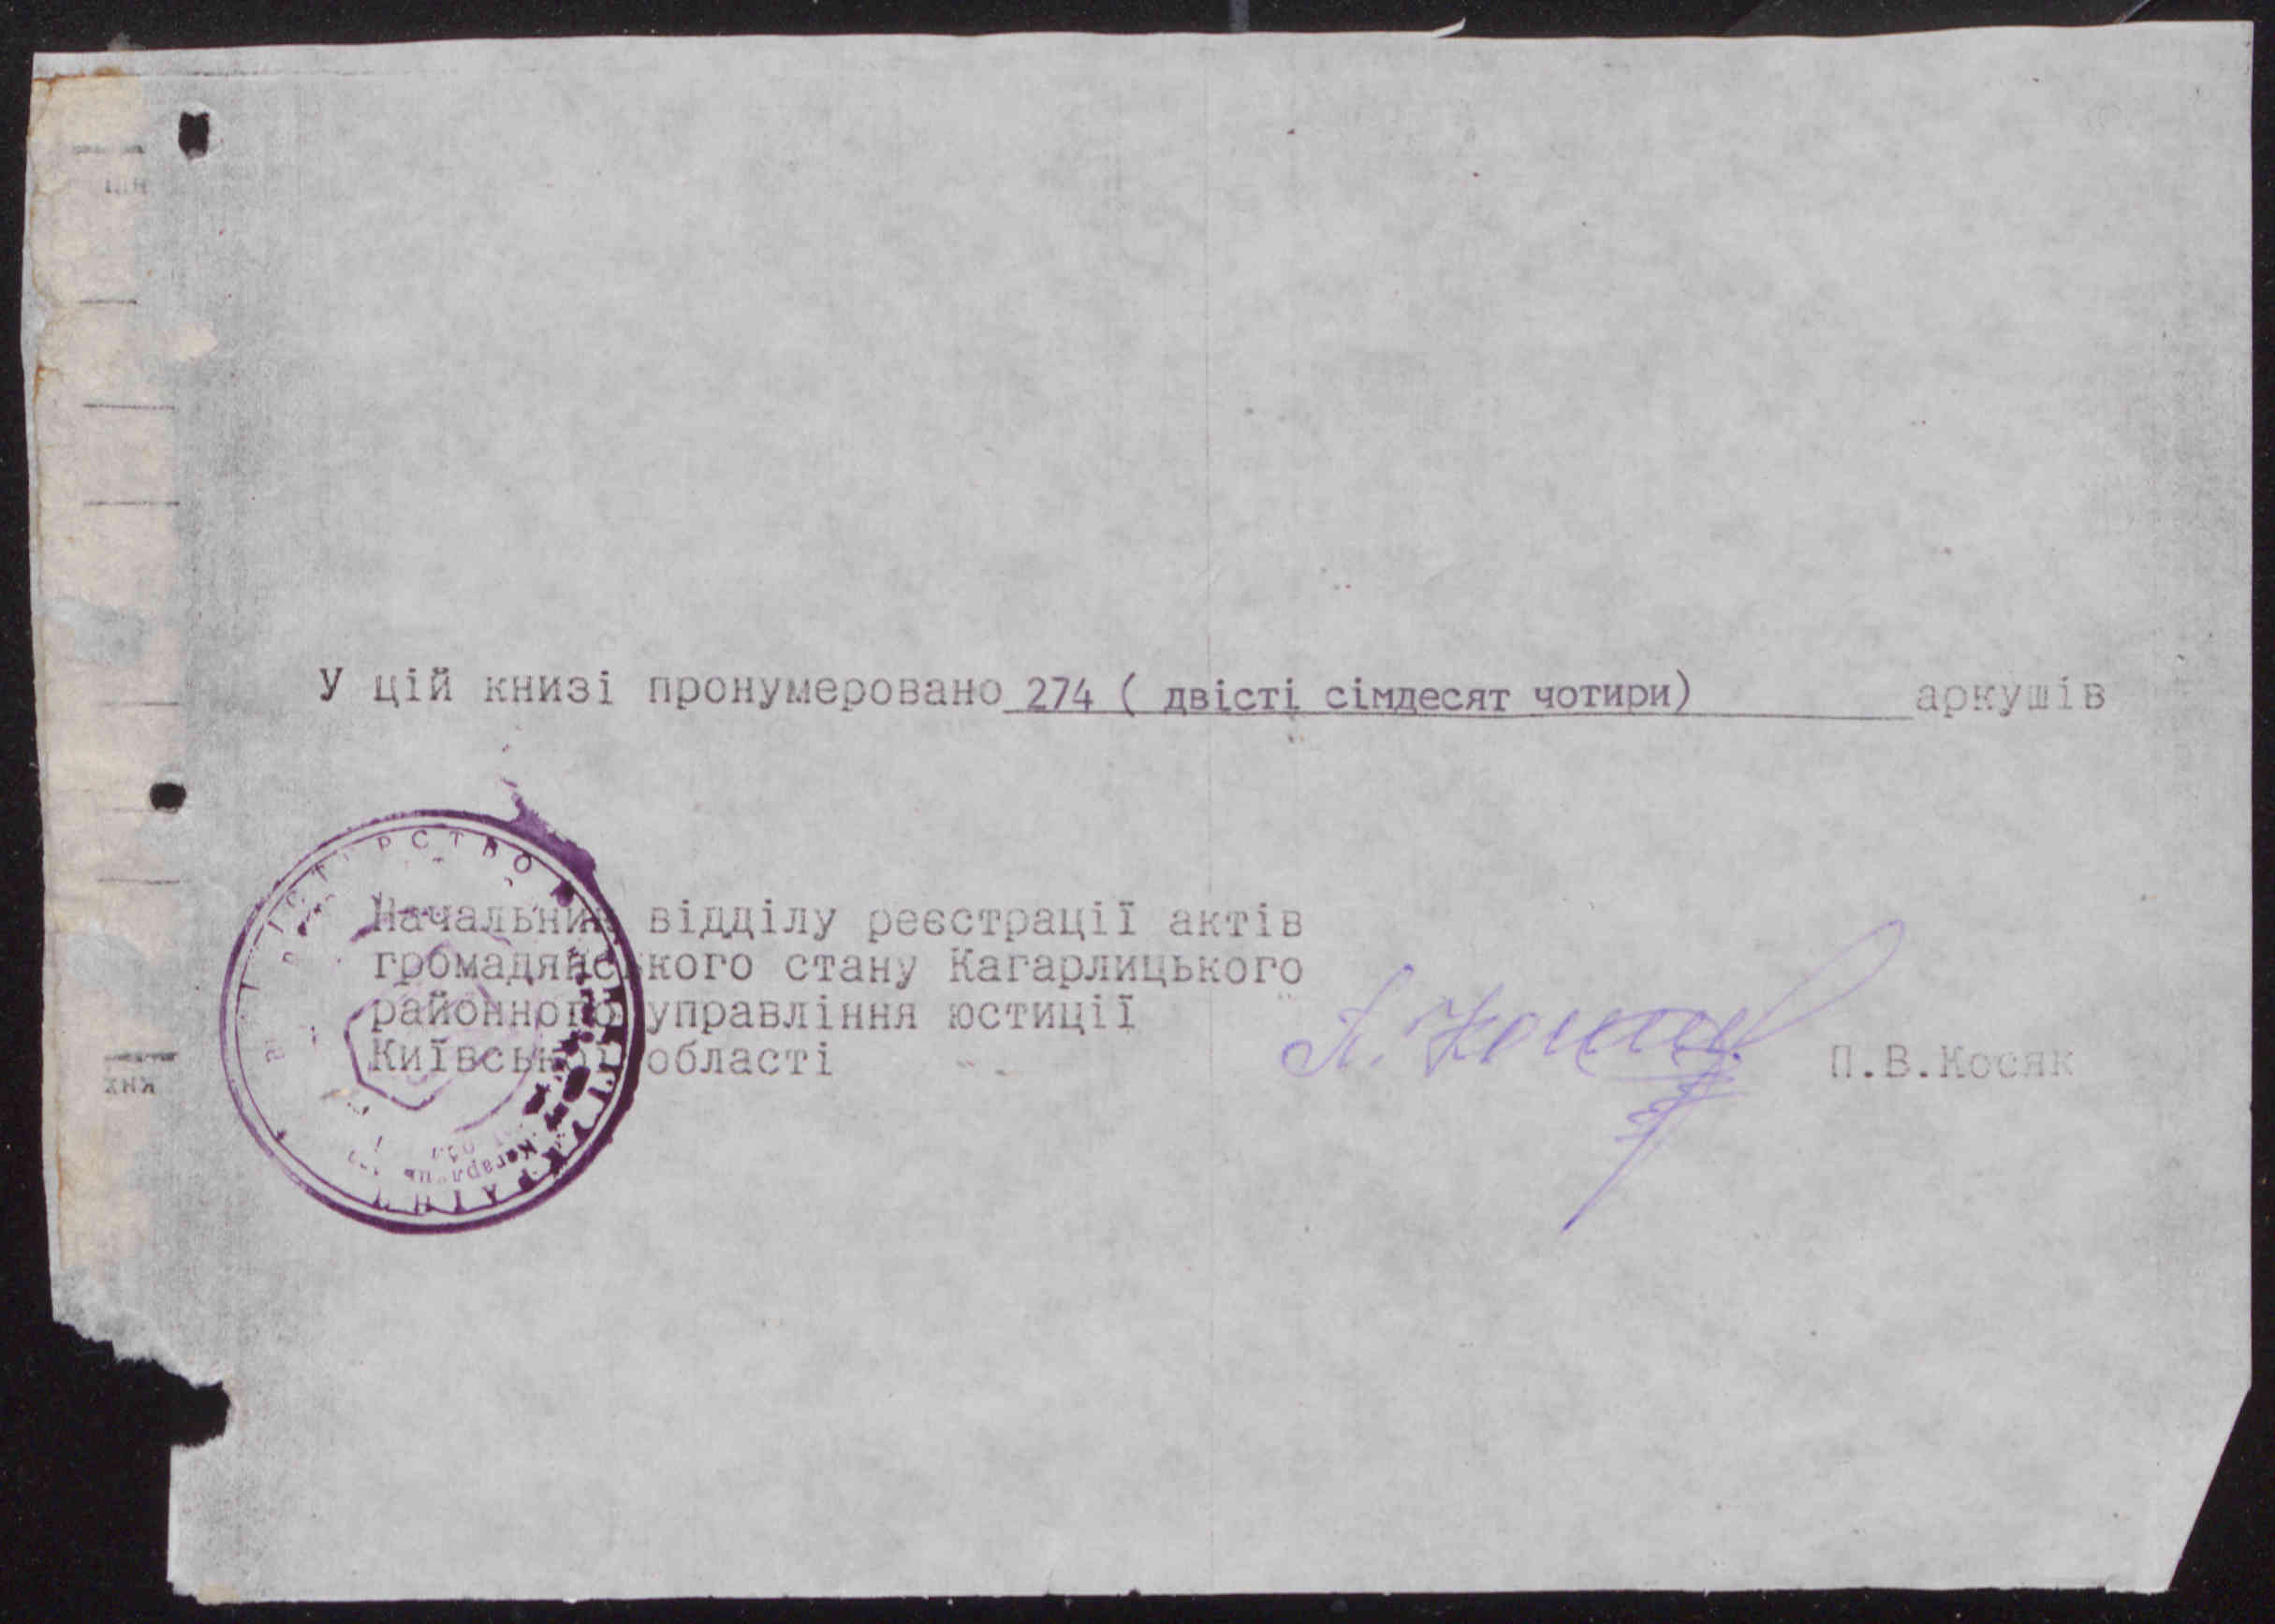 У цій книзі пронумеровано 274 ( двісті сімдесят чотири) аркушів
Начальник відділу реєстрації актів
громадянського стану Кагарлицького
районного управління юстиції
Київської області
П.В.Косяк